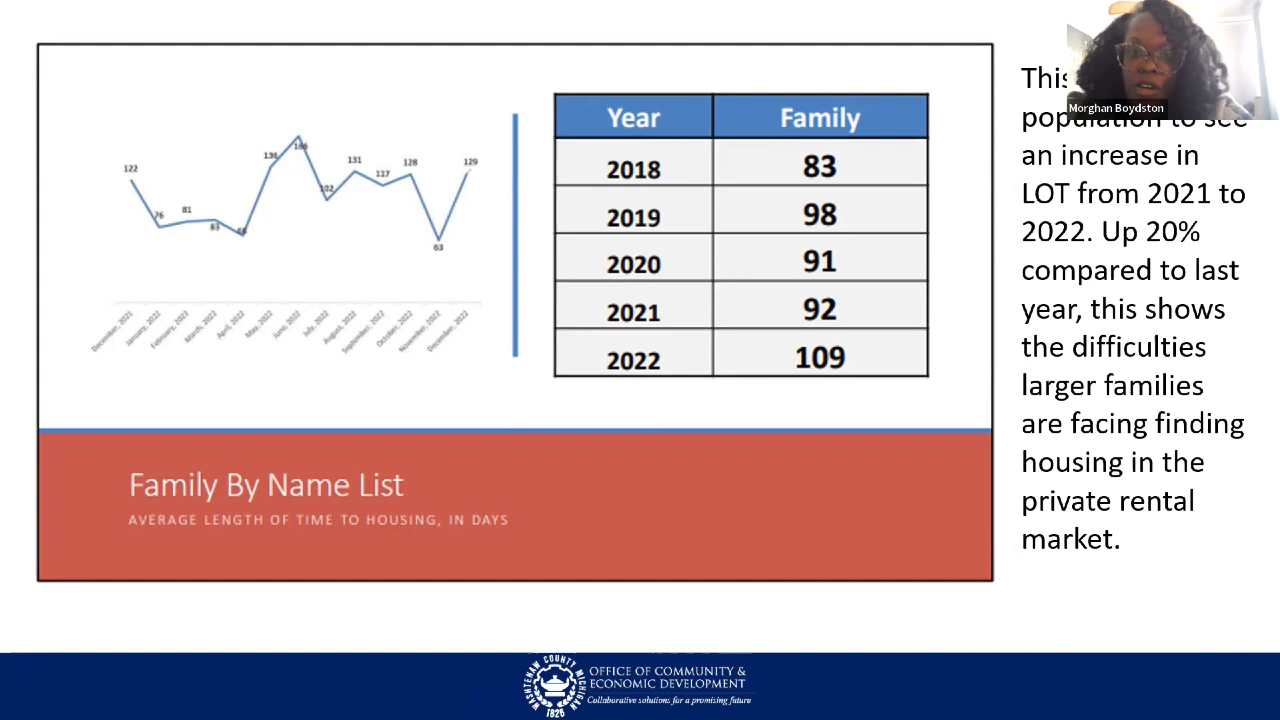 Morghan Boydston
This
population to see
an increase in
LOT from 2021 to
2022. Up 20%
compared to last
year, this shows
the difficulties
larger families
are facing finding
housing in the
private rental
market.
122
76
81
83
136
102
131
117
128
63
129
December, 2021
January, 2022
February, 2022
March, 2022
April, 2022
May, 2022
June, 2022
July, 2022
August, 2022
September, 2022
October, 2022
November, 2022
December, 2022
Year Family
2018 83
2019 98
2020 91
2021 92
2022 109
Family By Name List
AVERAGE LENGTH OF TIME TO HOUSING, IN DAYS
WASHTENAW COUNTY MICHIGAN
1826
OFFICE OF COMMUNITY &
ECONOMIC DEVELOPMENT
Collaborative solutions for a promising future